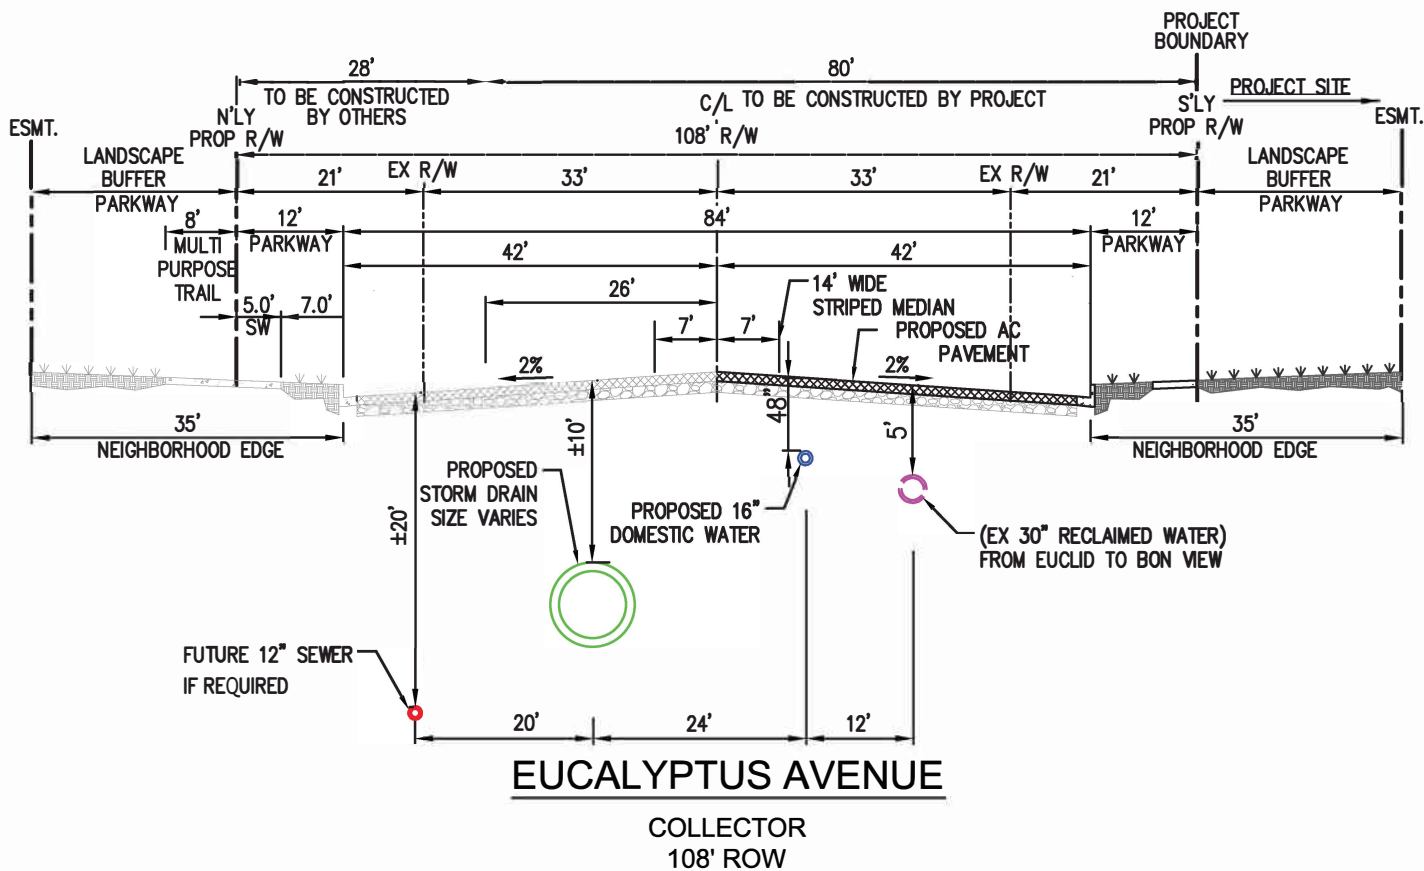 PROJECT
BOUNDARY
28'
80'
TO BE CONSTRUCTED
BY OTHERS
C/L
TO BE CONSTRUCTED BY PROJECT
PROJECT SITE
ESMT.
N'LY
PROP R/W
S'LY
PROP R/W
ESMT.
108' R/W
LANDSCAPE
BUFFER
PARKWAY
EX R/W
EX R/W
LANDSCAPE
BUFFER
PARKWAY
21'
33'
33'
21'
8'
MULTI
PURPOSE
TRAIL
12'
PARKWAY
84'
12'
PARKWAY
42'
42'
26'
14' WIDE
STRIPED MEDIAN
5.0'
SW
7.0'
7'
7'
PROPOSED AC
PAVEMENT
2%
2%
35'
NEIGHBORHOOD EDGE
±10'
48"
5'
35'
NEIGHBORHOOD EDGE
PROPOSED
STORM DRAIN
SIZE VARIES
±20'
PROPOSED 16"
DOMESTIC WATER
(EX 30" RECLAIMED WATER)
FROM EUCLID TO BON VIEW
FUTURE 12" SEWER
IF REQUIRED
20'
24'
12'
EUCALYPTUS AVENUE
COLLECTOR
108' ROW